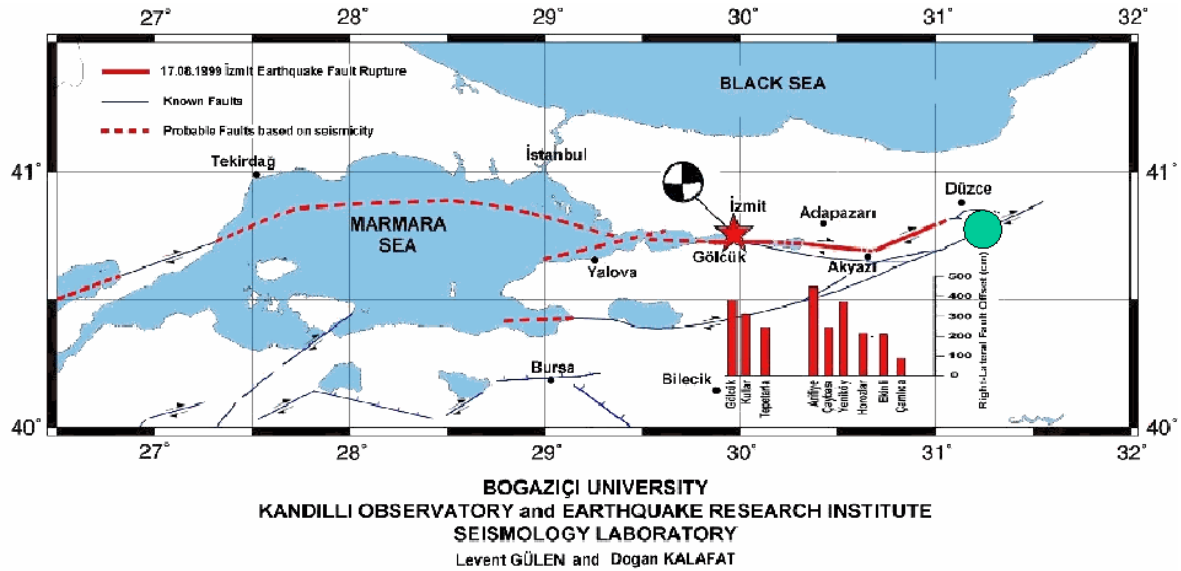 27° 28° 29° 30° 31° 32°
17.08.1999 İzmit Earthquake Fault Rupture
Known Faults
Probable Faults based on seismicity
BLACK SEA
41° 41°
Tekirdağ
İstanbul
MARMARA
SEA
İzmit
Adapazarı
Düzce
Yalova
Gölcük
Akyazı
Burşa
Bilecik
500
400
300
200
100
0
Right-Lateral Fault Offset (cm)
Gölcük
Kullar
Tepetarla
Arifiye
Çaybaşı
Yeniköy
Horozlar
Ekinli
Çamlıca
40° 40°
27° 28° 29° 30° 31° 32°
BOGAZIÇI UNIVERSITY
KANDILLI OBSERVATORY and EARTHQUAKE RESEARCH INSTITUTE
SEISMOLOGY LABORATORY
Levent GÜLEN and Dogan KALAFAT